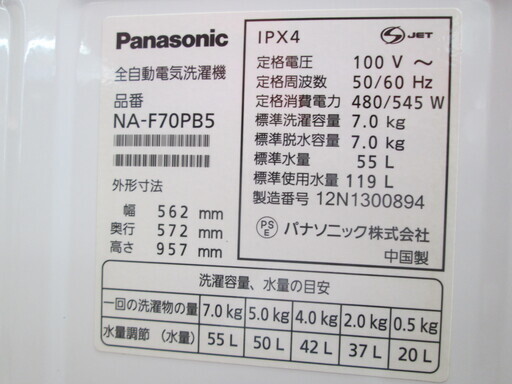 Panasonic
全自動電気洗濯機
品番
NA-F70PB5
外形寸法
幅 562 mm
奥行 572 mm
高さ 957 mm
IPX4
S JET
定格電圧 100 V ～
定格周波数 50/60 Hz
定格消費電力 480/545 W
標準洗濯容量 7.0 kg
標準脱水容量 7.0 kg
標準水量 55 L
標準使用水量 119 L
製造番号 12N1300894
PS E パナソニック株式会社
中国製
洗濯容量、水量の目安
一回の洗濯物の量 7.0 kg 5.0 kg 4.0 kg 2.0 kg 0.5 kg
水量調節（水量） 55 L 50 L 42 L 37 L 20 L